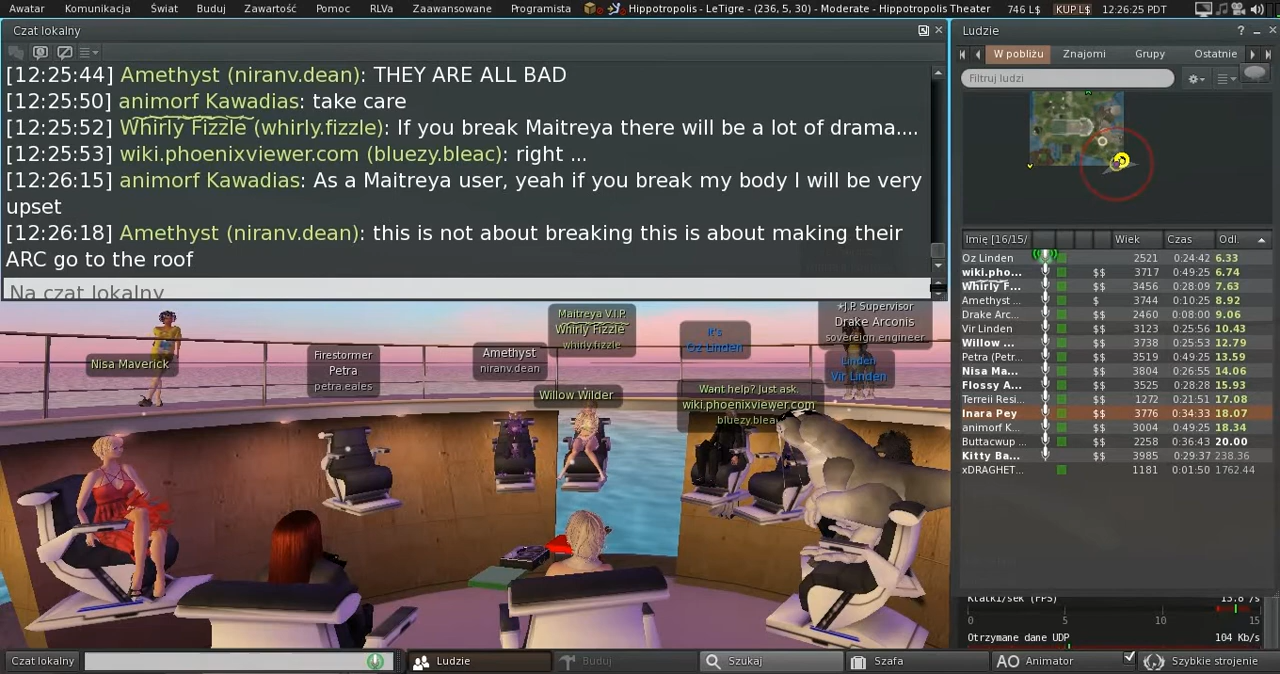 Awatar Komunikacja Świat Buduj Zawartość Pomoc RLVa Zaawansowane Programista Hippotropolis - LeTigre - (236, 5, 30) - Moderate - Hippotropolis Theater 746 L$ KUP L$ 12:26:25 PDT
Czat lokalny
[12:25:44] Amethyst (niranv.dean): THEY ARE ALL BAD
[12:25:50] animorf Kawadias: take care
[12:25:52] Whirly Fizzle (whirly.fizzle): If you break Maitreya there will be a lot of drama....
[12:25:53] wiki.phoenixviewer.com (bluezy.bleac): right ...
[12:26:15] animorf Kawadias: As a Maitreya user, yeah if you break my body I will be very
upset
[12:26:18] Amethyst (niranv.dean): this is not about breaking this is about making their
ARC go to the roof
Na czat lokalny
Nisa Maverick
Firestormer
Petra
petra.eales
Amethyst
niranv.dean
Maitreya V.I.P.
Whirly Fizzle
whirly.fizzle
Willow Wilder
It's
Oz Linden
J.P. Supervisor
Drake Arconis
sovereign.engineer
Linden
Vir Linden
Want help? Just ask.
wiki.phoenixviewer.com
bluezy.bleac
Ludzie
W pobliżu Znajomi Grupy Ostatnie
Filtruj ludzi
Imię [16/15/ Wiek Czas Odl.
Oz Linden 2521 0:24:42 6.33
wiki.pho... $$ 3717 0:49:25 6.74
Whirly F... $$ 3456 0:28:09 7.63
Amethyst ... $ 3744 0:10:25 8.92
Drake Arc... $$ 2460 0:08:00 9.06
Vir Linden 3123 0:25:56 10.43
Willow ... $$ 3738 0:25:53 12.79
Petra (Petr... $$ 3519 0:49:25 13.59
Nisa Ma... $$ 3804 0:26:55 14.06
Flossy A... $$ 3525 0:28:28 15.93
Terreii Resi... 1272 0:21:51 17.08
Inara Pey $$ 3776 0:34:33 18.07
animorf K... $$ 3004 0:49:25 18.34
Buttacwup ... $$ 2258 0:36:43 20.00
Kitty Ba... $$ 3985 0:29:37 238.36
xDRAGHET... 1181 0:01:50 1762.44
Klatki/sek (FPS) 13.8 /s
0 5 10 15
Otrzymane dane UDP 104 Kb/s
Czat lokalny Ludzie Buduj Szukaj Szafa AO Animator Szybkie strojenie